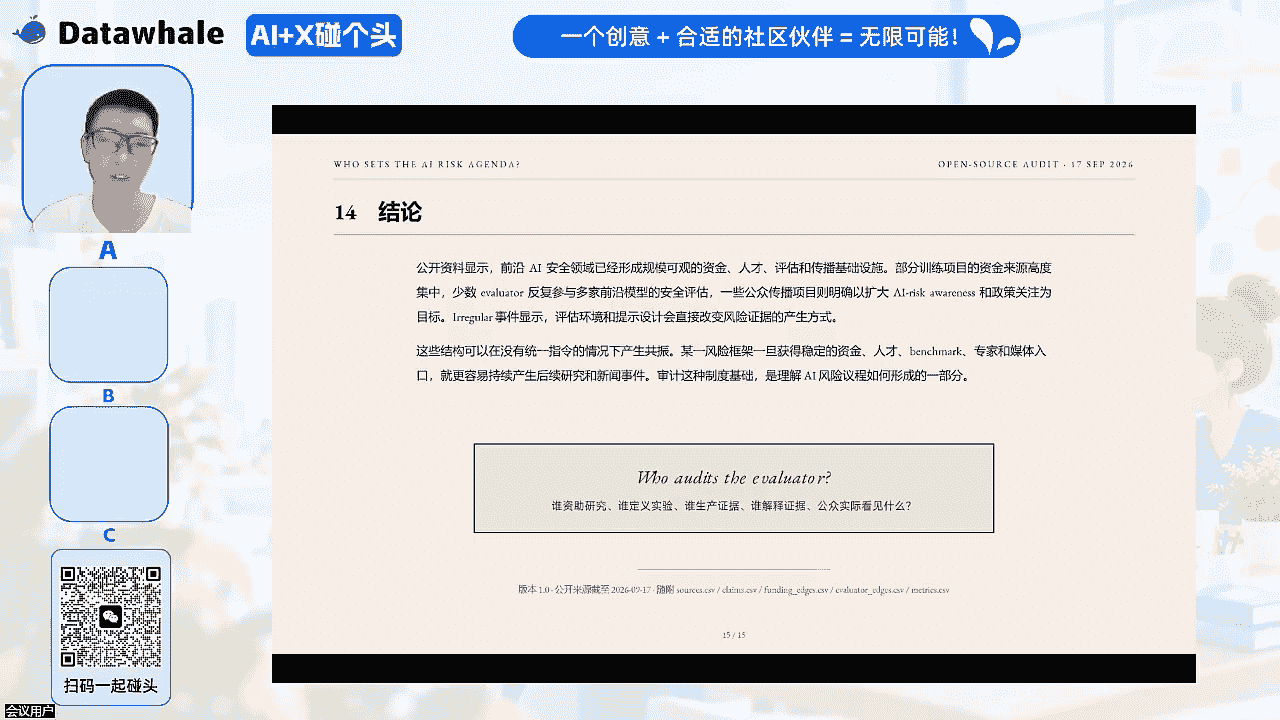 Datawhale
AI+X碰个头
一个创意 + 合适的社区伙伴 = 无限可能!
WHO SETS THE AI RISK AGENDA?
OPEN-SOURCE AUDIT · 17 SEP 2026
14 结论
公开资料显示，前沿 AI 安全领域已经形成规模可观的资金、人才、评估和传播基础设施。部分训练项目的资金来源高度
集中，少数 evaluator 反复参与多家前沿模型的安全评估，一些公众传播项目则明确以扩大 AI-risk awareness 和政策关注为
目标。Irregular 事件显示，评估环境和提示设计会直接改变风险证据的产生方式。
这些结构可以在没有统一指令的情况下产生共振。某一风险框架一旦获得稳定的资金、人才、benchmark、专家和媒体入
口，就更容易持续产生后续研究和新闻事件。审计这种制度基础，是理解 AI 风险议程如何形成的一部分。
Who audits the evaluator?
谁资助研究、谁定义实验、谁生产证据、谁解释证据、公众实际看见什么？
版本 1.0 · 公开来源截至 2026-09-17 · 随附 sources.csv / claims.csv / funding_edges.csv / evaluator_edges.csv / metrics.csv
15 / 15
A
B
C
扫码一起碰头
会议用户